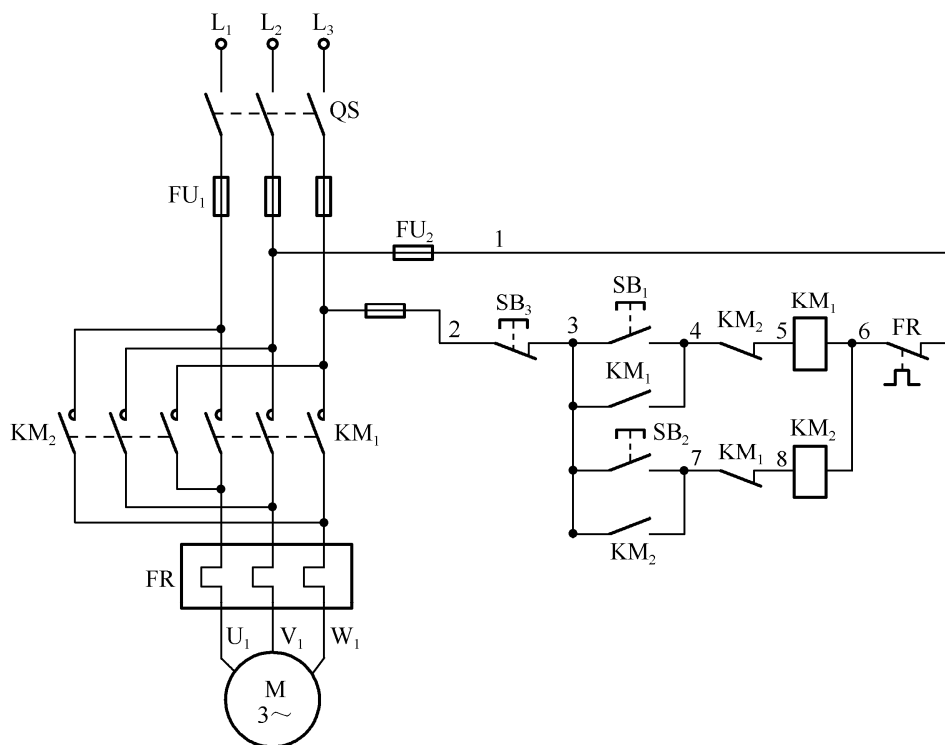 L₁ L₂ L₃
QS
FU₁
FU₂ 1
SB₃ SB₁ KM₁
2 3 4 KM₂ 5 6 FR
KM₁
KM₂ KM₁ SB₂ KM₂
7 KM₁ 8
KM₂
FR
U₁ V₁ W₁
M
3～